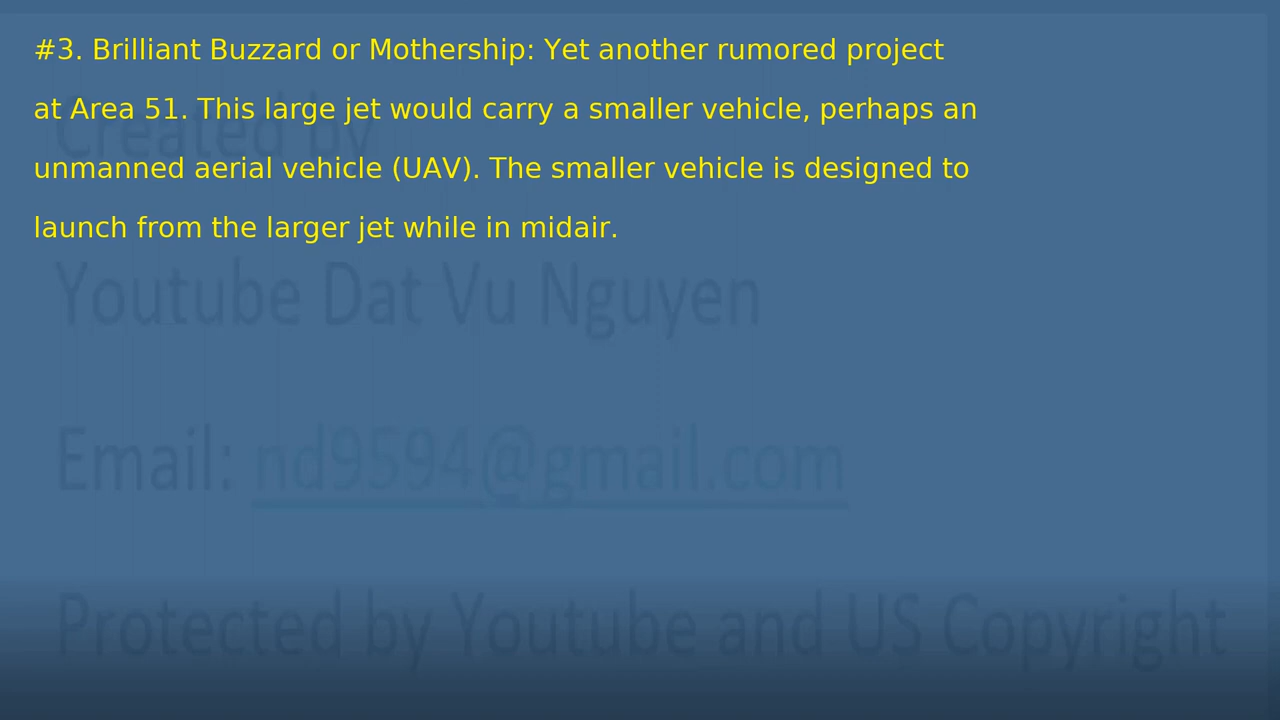 #3. Brilliant Buzzard or Mothership: Yet another rumored project
at Area 51. This large jet would carry a smaller vehicle, perhaps an
Created by
unmanned aerial vehicle (UAV). The smaller vehicle is designed to
launch from the larger jet while in midair.
Youtube Dat Vu Nguyen
Email: nd9594@gmail.com
Protected by Youtube and US Copyright